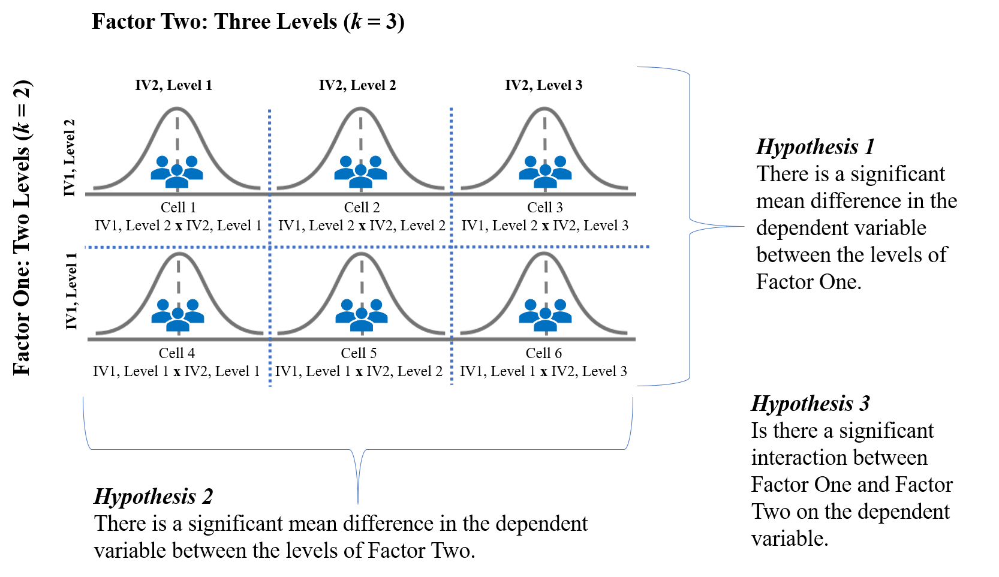 Factor Two: Three Levels (k = 3)
Factor One: Two Levels (k = 2)
IV2, Level 1
IV2, Level 2
IV2, Level 3
IV1, Level 2
Cell 1
IV1, Level 2 x IV2, Level 1
Cell 2
IV1, Level 2 x IV2, Level 2
Cell 3
IV1, Level 2 x IV2, Level 3
IV1, Level 1
Cell 4
IV1, Level 1 x IV2, Level 1
Cell 5
IV1, Level 1 x IV2, Level 2
Cell 6
IV1, Level 1 x IV2, Level 3
Hypothesis 1
There is a significant
mean difference in the
dependent variable
between the levels of
Factor One.
Hypothesis 2
There is a significant mean difference in the dependent
variable between the levels of Factor Two.
Hypothesis 3
Is there a significant
interaction between
Factor One and Factor
Two on the dependent
variable.